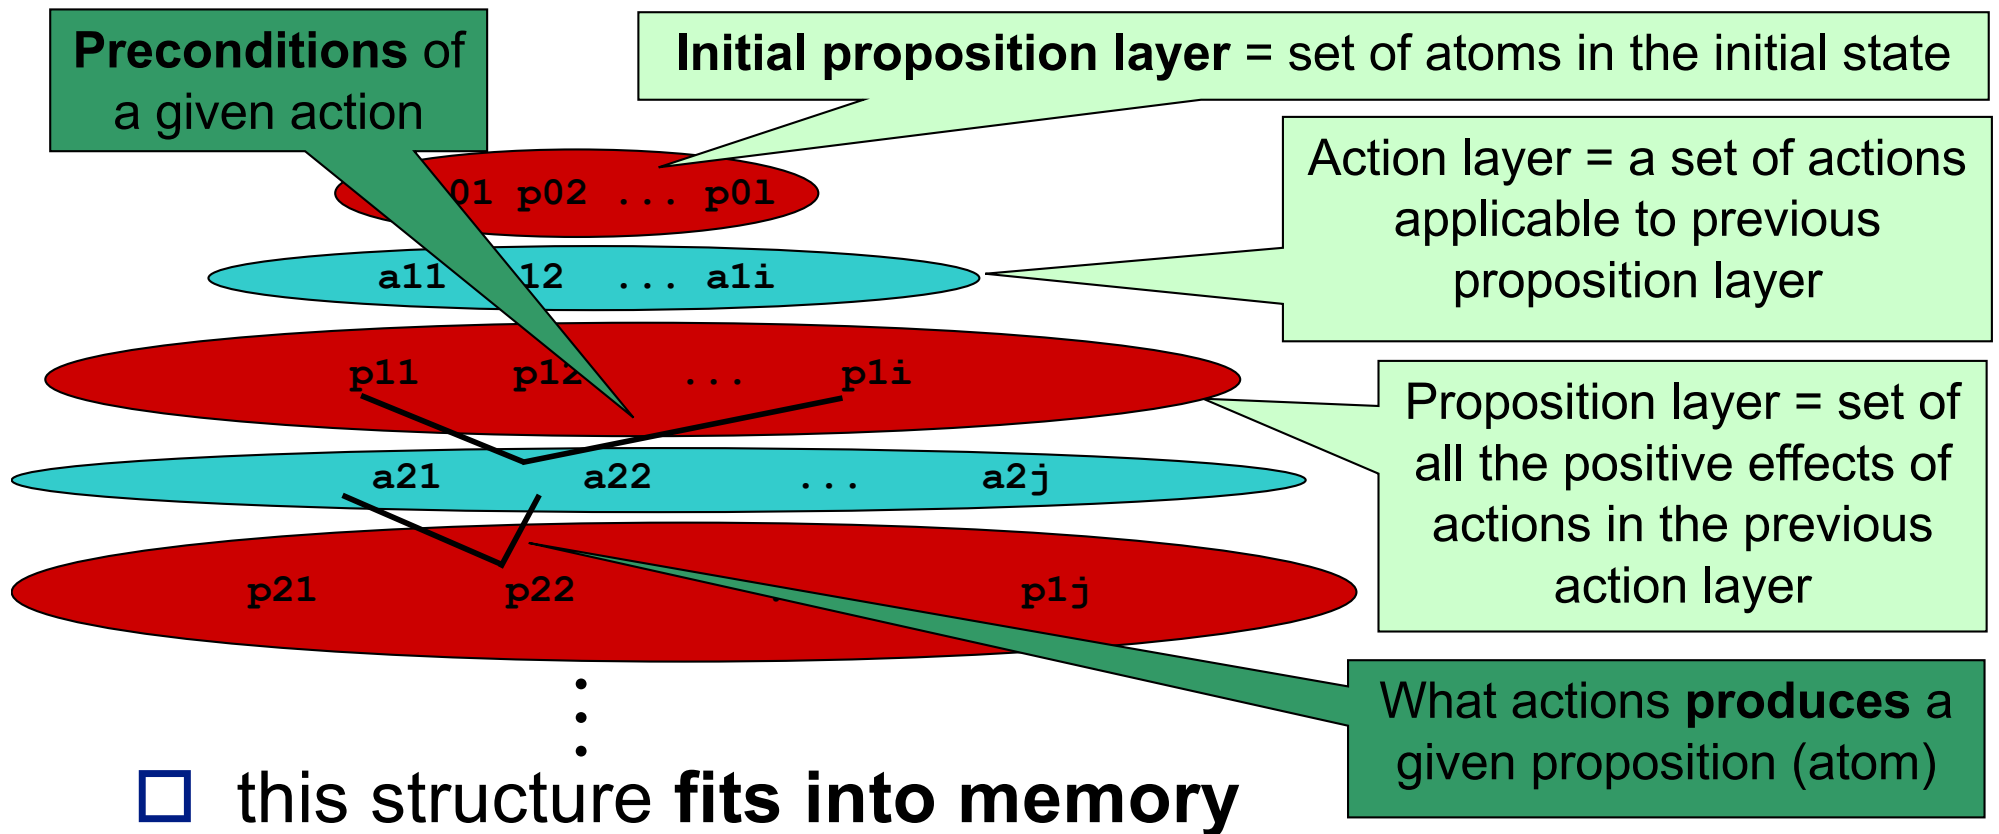 Preconditions of
a given action
Initial proposition layer = set of atoms in the initial state
Action layer = a set of actions
applicable to previous
proposition layer
01 p02 ... p0l
a11 12 ... a1i
p11 p12 ... p1i
Proposition layer = set of
all the positive effects of
actions in the previous
action layer
a21 a22 ... a2j
p21 p22 . p1j
What actions produces a
given proposition (atom)
this structure fits into memory